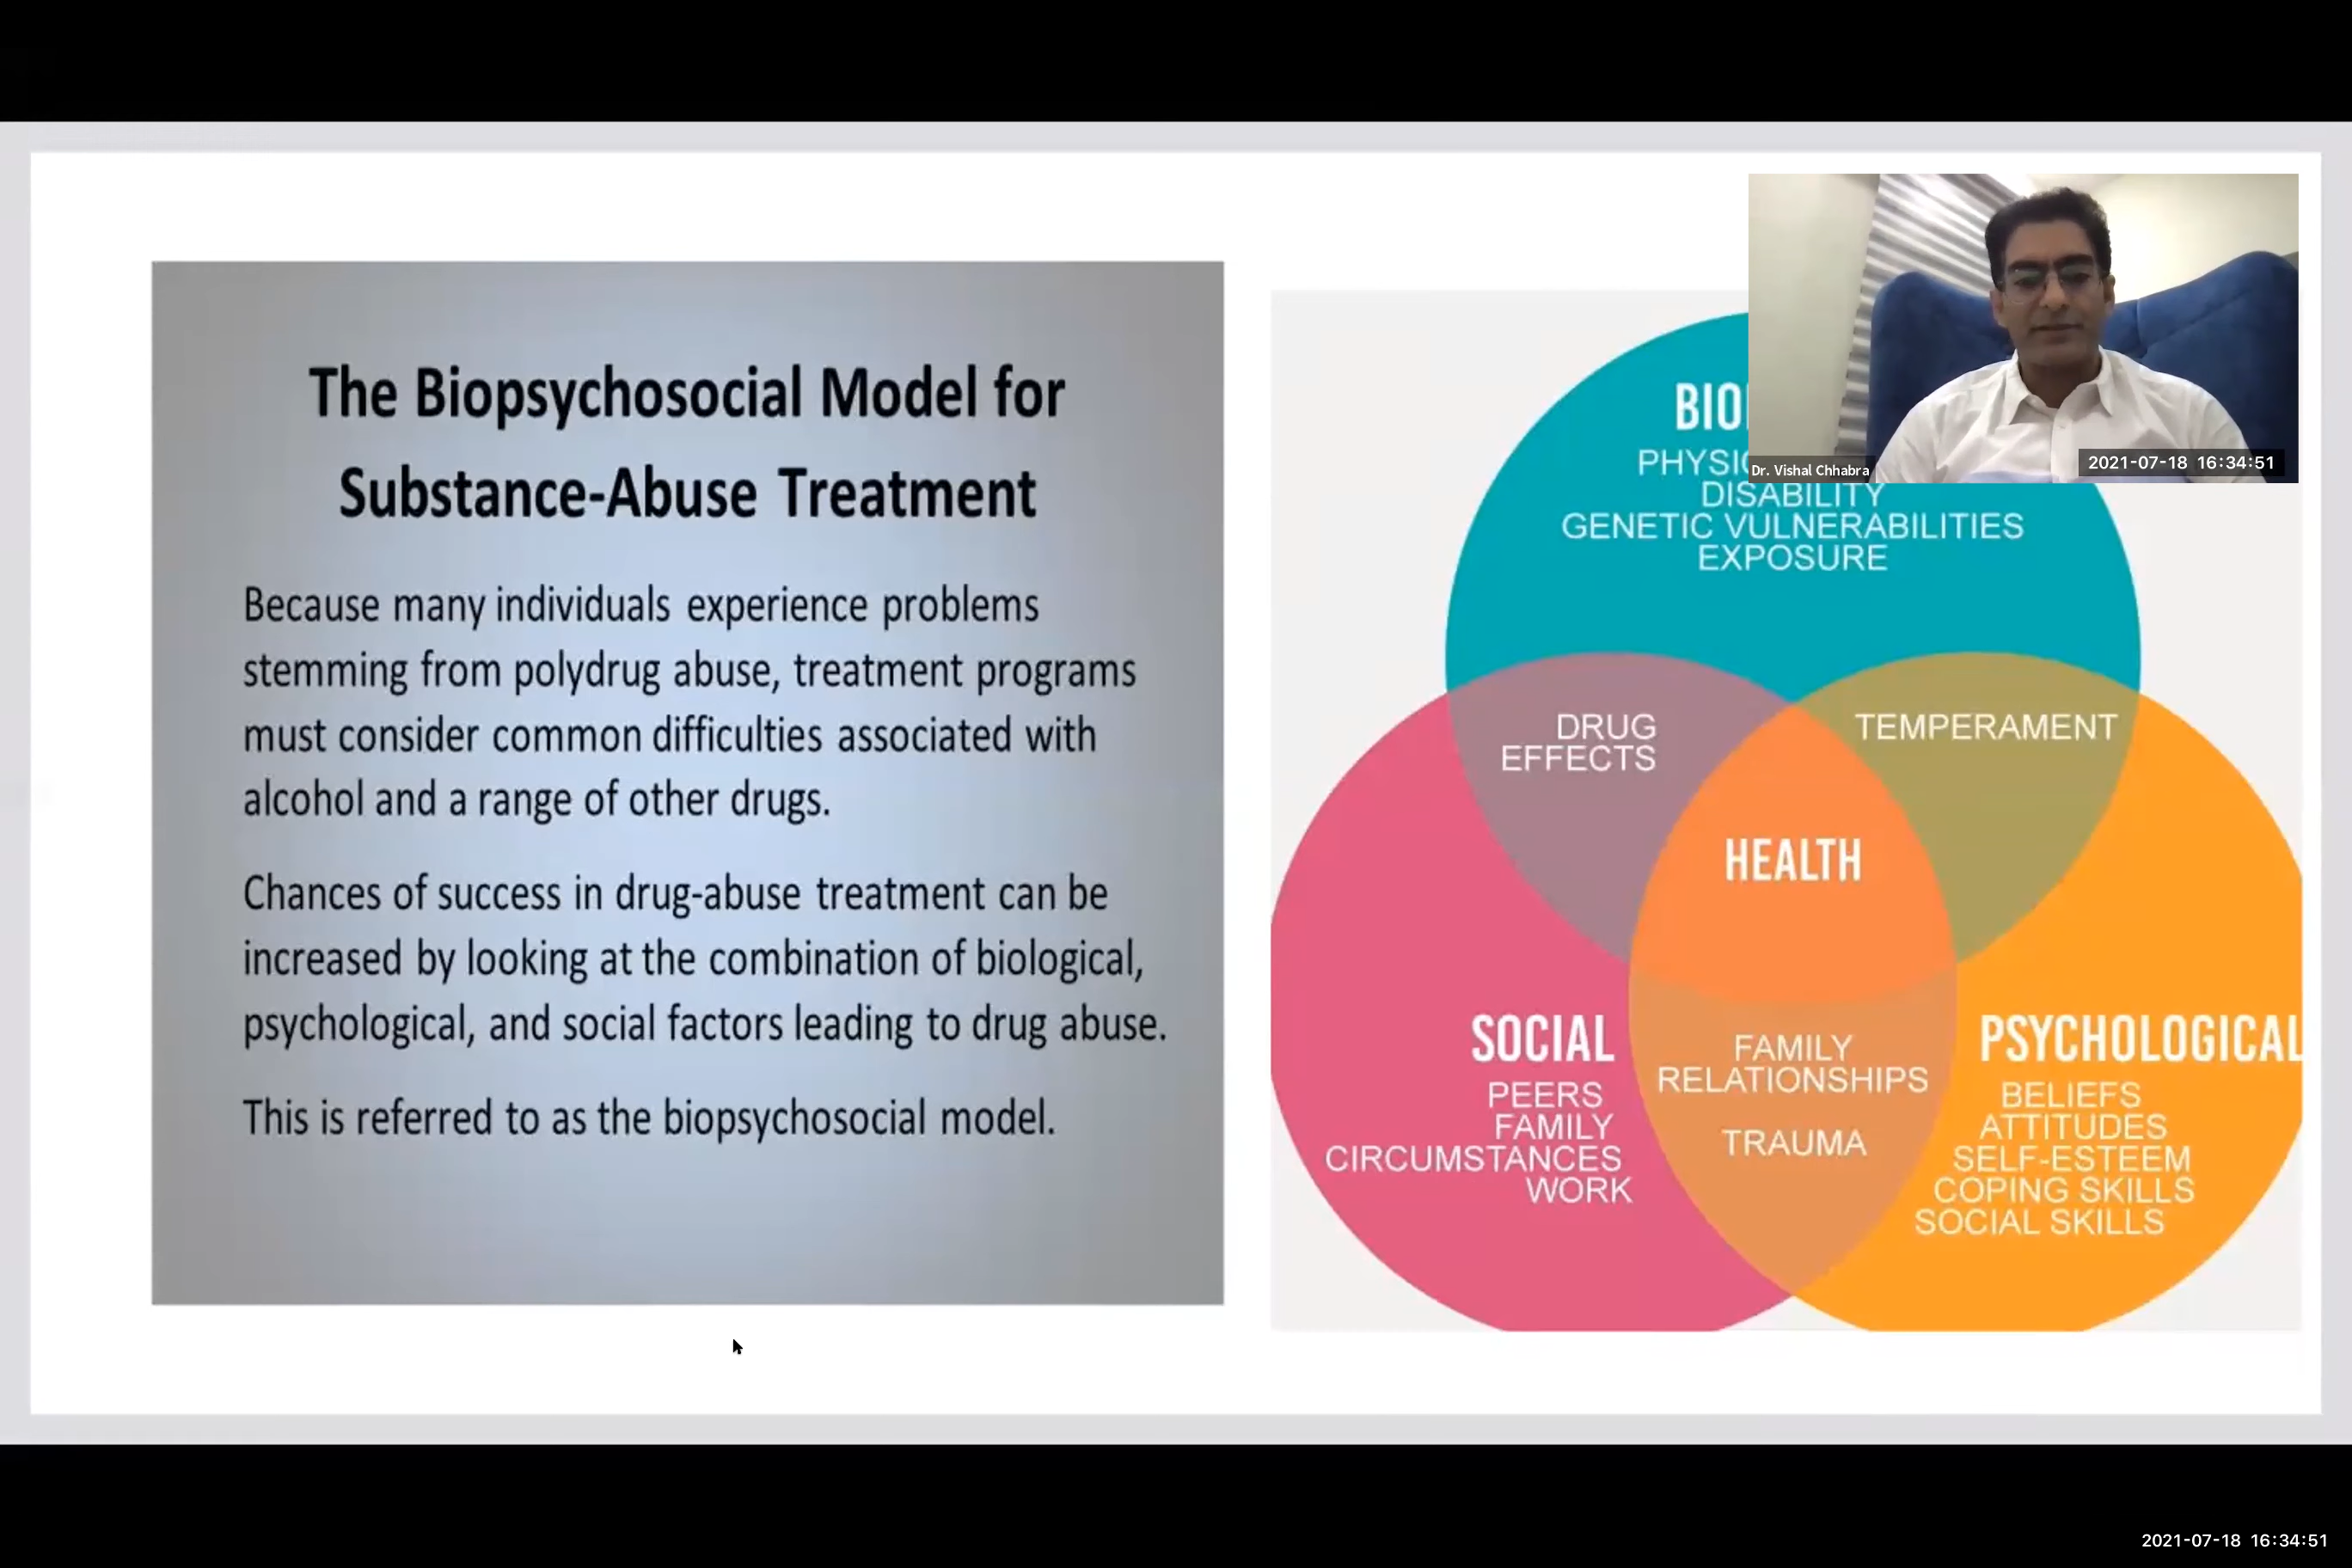 The Biopsychosocial Model for
Substance-Abuse Treatment
Because many individuals experience problems
stemming from polydrug abuse, treatment programs
must consider common difficulties associated with
alcohol and a range of other drugs.
Chances of success in drug-abuse treatment can be
increased by looking at the combination of biological,
psychological, and social factors leading to drug abuse.
This is referred to as the biopsychosocial model.
Dr. Vishal Chhabra
2021-07-18 16:34:51
DISABILITY
GENETIC VULNERABILITIES
EXPOSURE
DRUG
EFFECTS
TEMPERAMENT
HEALTH
SOCIAL
PEERS
FAMILY
CIRCUMSTANCES
WORK
FAMILY
RELATIONSHIPS
TRAUMA
PSYCHOLOGICAL
BELIEFS
ATTITUDES
SELF-ESTEEM
COPING SKILLS
SOCIAL SKILLS
2021-07-18 16:34:51